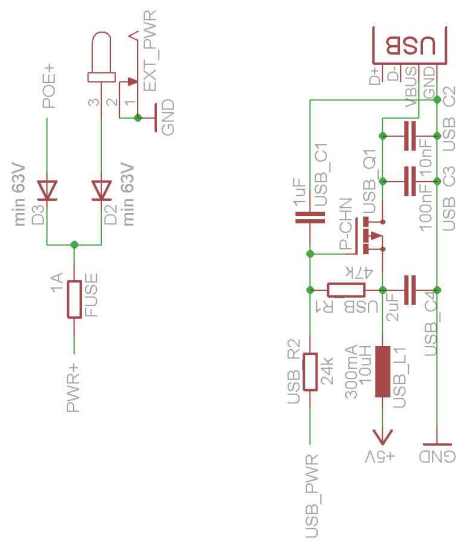 POE+
min 63V
D3
3
2
1
EXT_PWR
GND
D2
min 63V
1A
FUSE
PWR+
USB
D+
D-
VBUS
GND
USB_C2
10nF
USB_C3
100nF
USB_Q1
P-CHN
1uF
USB_C1
47k
USB
R1
2uF
USB_C4
USB_R2
24k
300mA
10uH
USB_L1
USB_PWR
+5V
GND